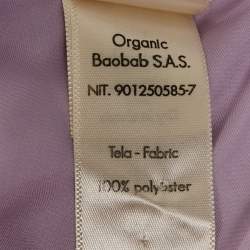 Organic
Baobab S.A.S.
NIT. 901250585-7
Tela - Fabric
100% polyester